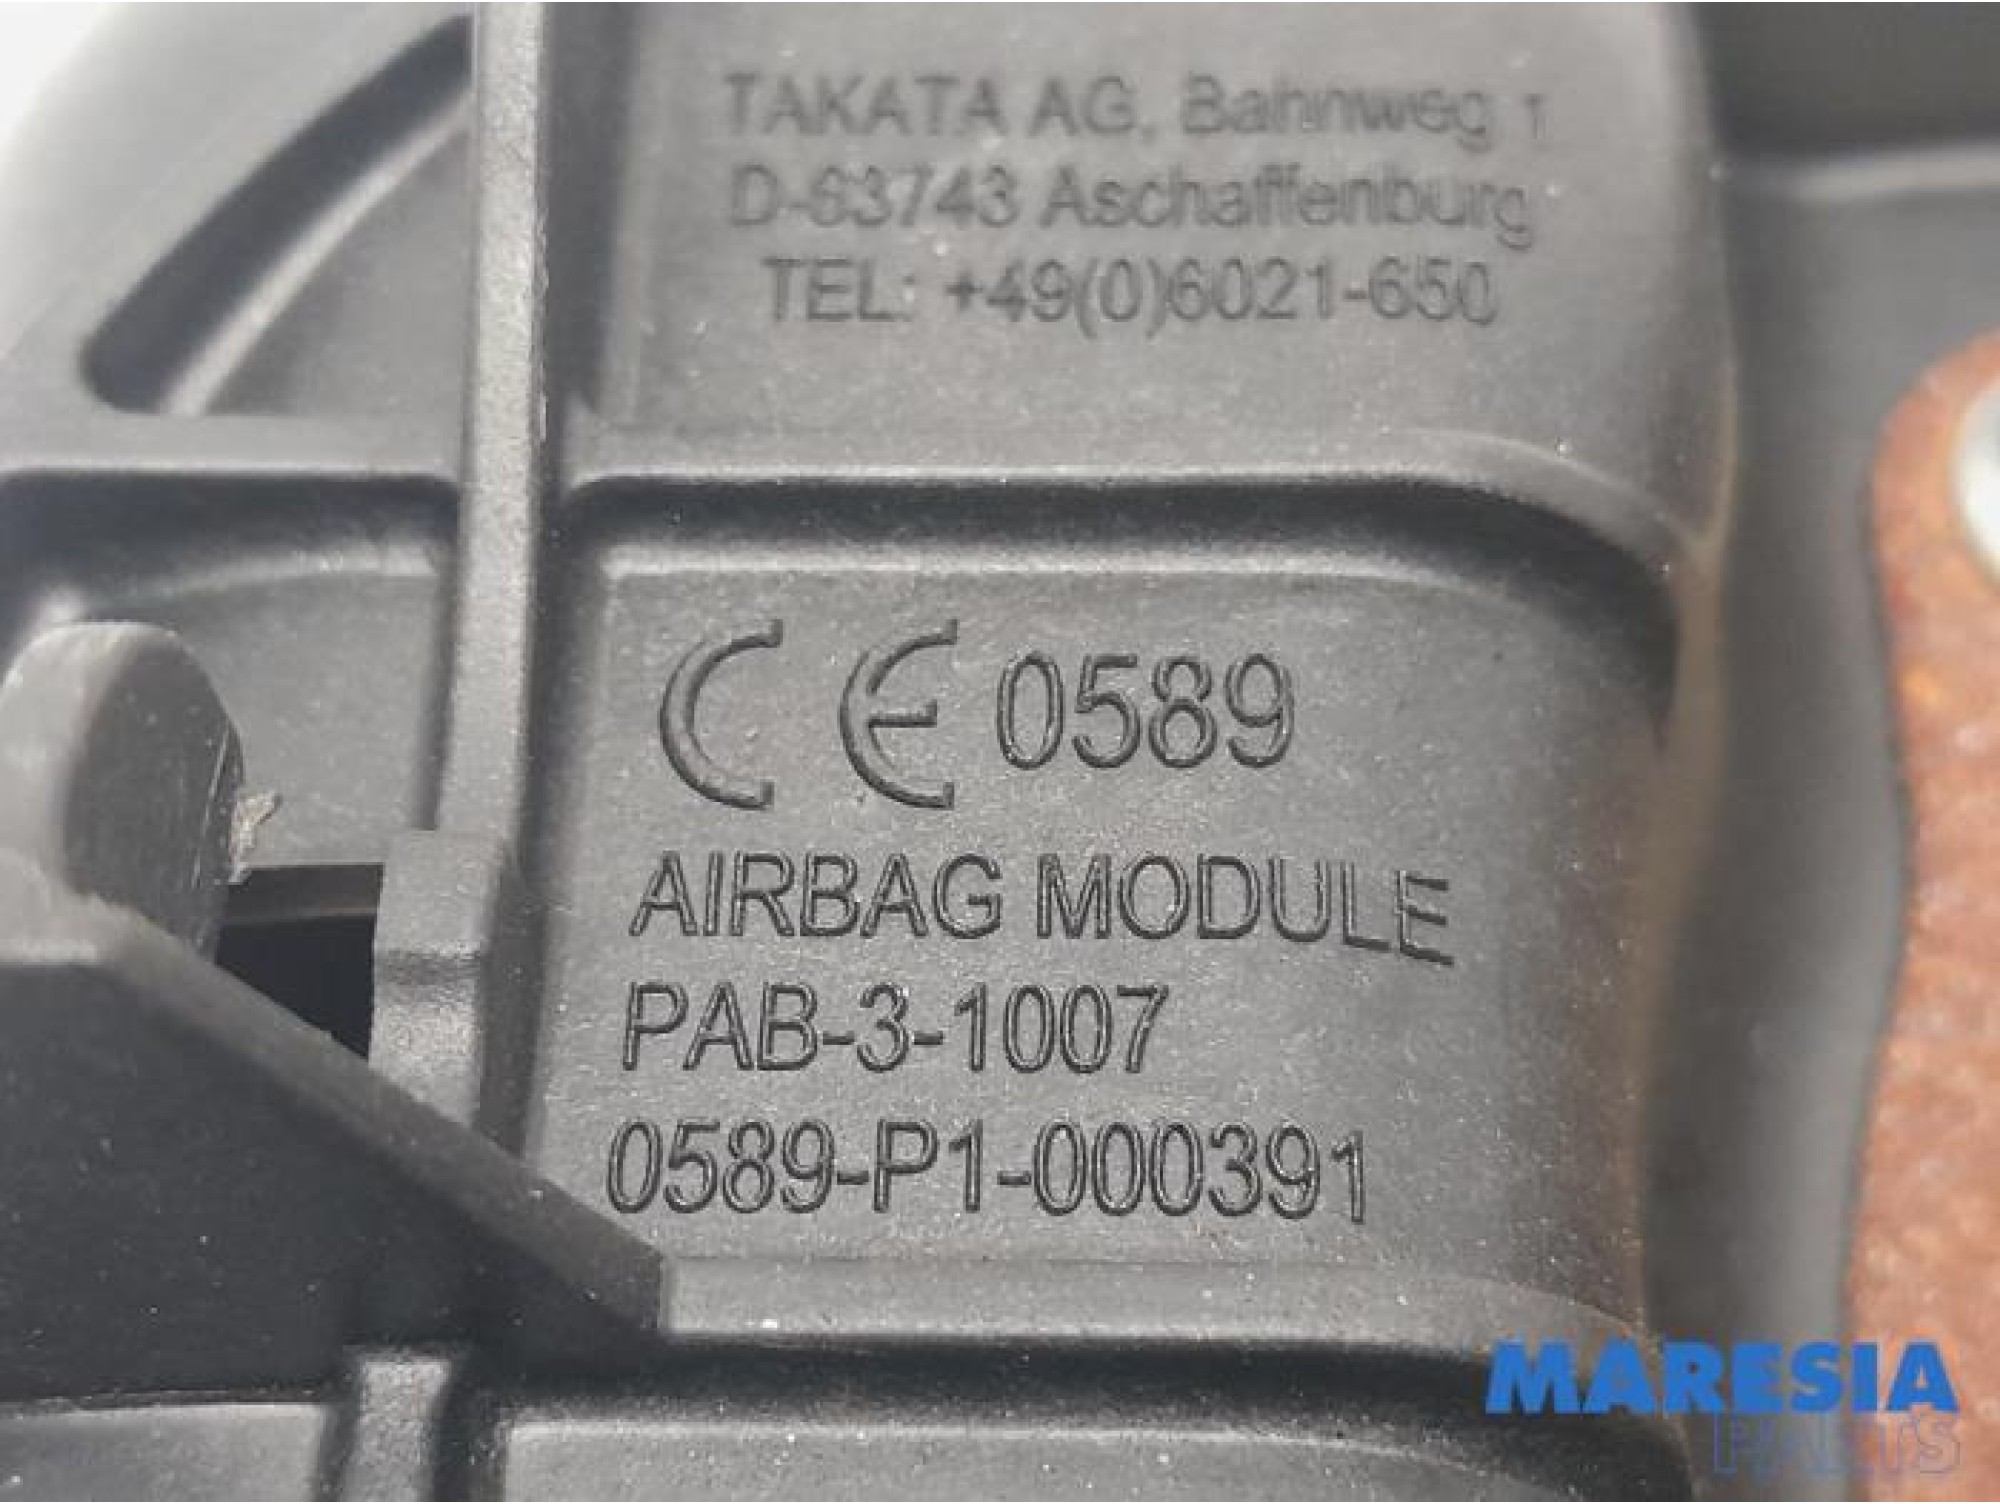 TAKATA AG, Bahnweg 1
D-63743 Aschaffenburg
TEL: +49(0)6021-650
CE 0589
AIRBAG MODULE
PAB-3-1007
0589-P1-000391
MARESIA
PARTS